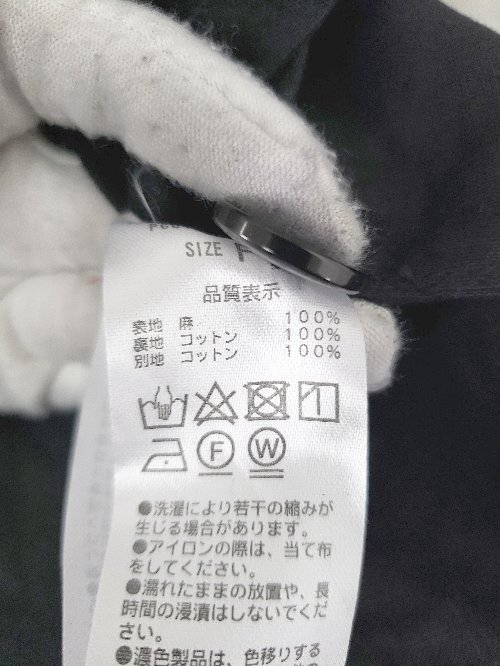 SIZE F
品質表示
表地 麻 100%
裏地 コットン 100%
別地 コットン 100%
F W
●洗濯により若干の縮みが
生じる場合があります。
●アイロンの際は、当て布
をしてください。
●濡れたままの放置や、長
時間の浸漬はしないでくだ
さい。
●濃色製品は、色移りする